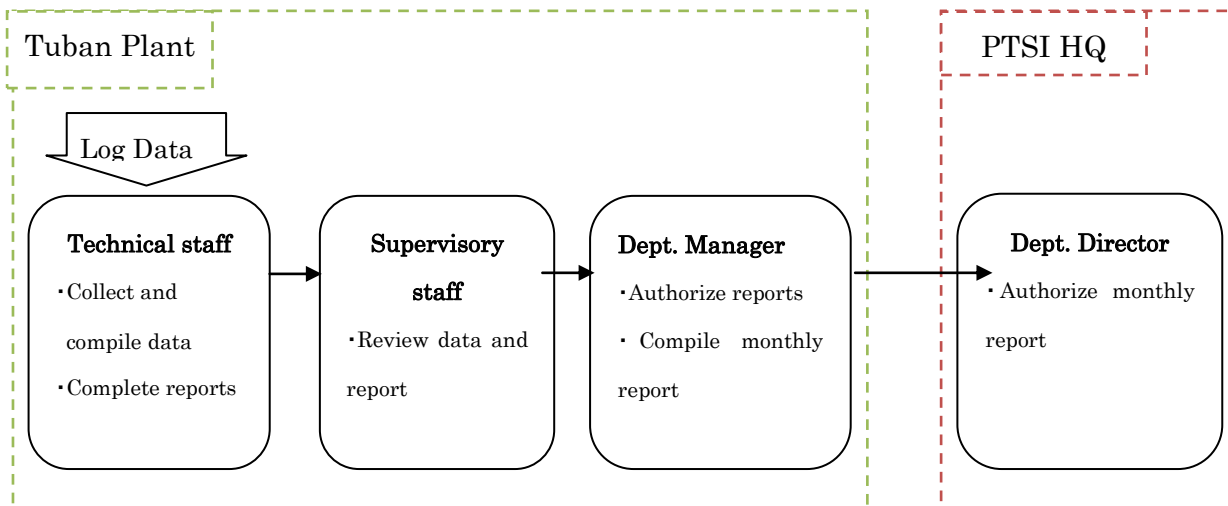 Tuban Plant
PTSI HQ
Log Data
Technical staff
・Collect and
compile data
・Complete reports
Supervisory
staff
・Review data and
report
Dept. Manager
・Authorize reports
・ Compile monthly
report
Dept. Director
・Authorize monthly
report